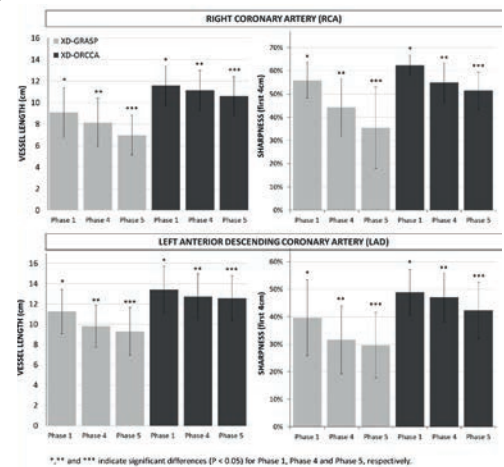 RIGHT CORONARY ARTERY (RCA)
XD-GRASP XD-ORCCA
VESSEL LENGTH (cm)
16
14
12
10
8
6
4
2
0
* ** *** * ** ***
Phase 1 Phase 4 Phase 5 Phase 1 Phase 4 Phase 5
SHARPNESS (first 4cm)
70%
60%
50%
40%
30%
20%
10%
0%
* ** *** * ** ***
Phase 1 Phase 4 Phase 5 Phase 1 Phase 4 Phase 5
LEFT ANTERIOR DESCENDING CORONARY ARTERY (LAD)
VESSEL LENGTH (cm)
16
14
12
10
8
6
4
2
0
* ** *** * ** ***
Phase 1 Phase 4 Phase 5 Phase 1 Phase 4 Phase 5
SHARPNESS (first 4cm)
60%
50%
40%
30%
20%
10%
0%
* ** *** * ** ***
Phase 1 Phase 4 Phase 5 Phase 1 Phase 4 Phase 5
*,** and *** indicate significant differences (P < 0.05) for Phase 1, Phase 4 and Phase 5, respectively.